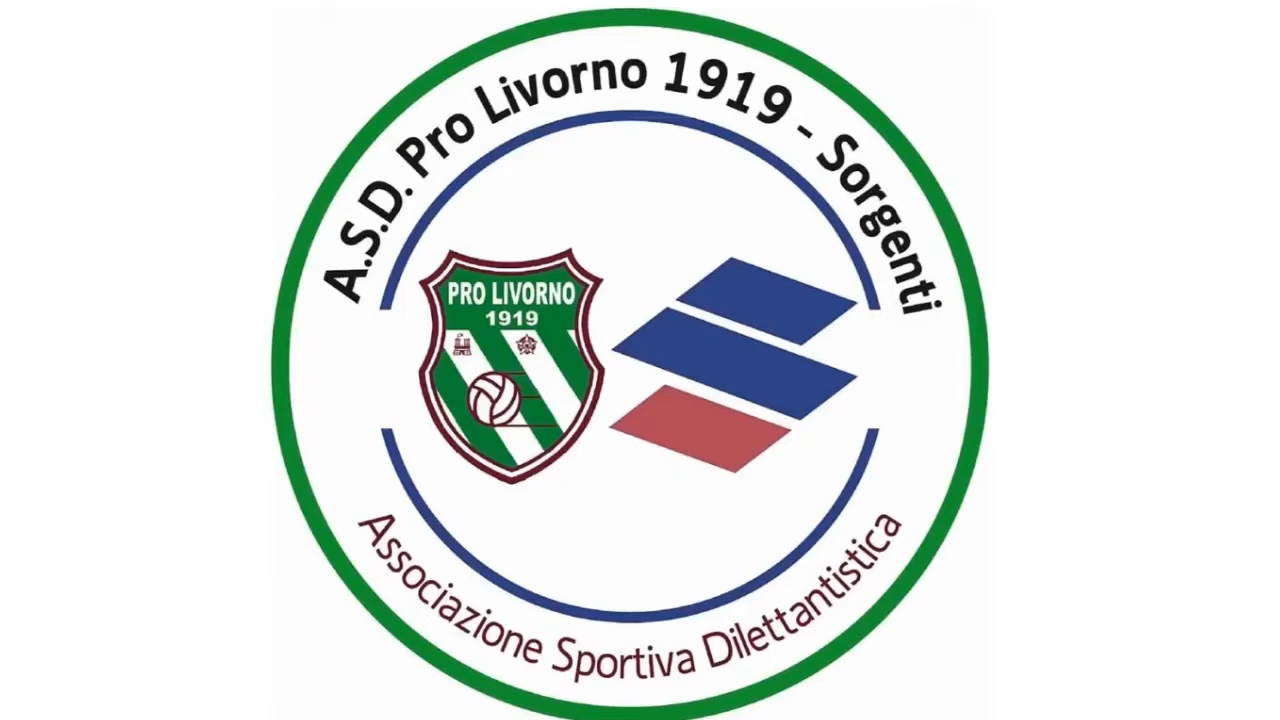 A.S.D. Pro Livorno 1919 - Sorgenti
PRO LIVORNO
1919
Associazione Sportiva Dilettantistica